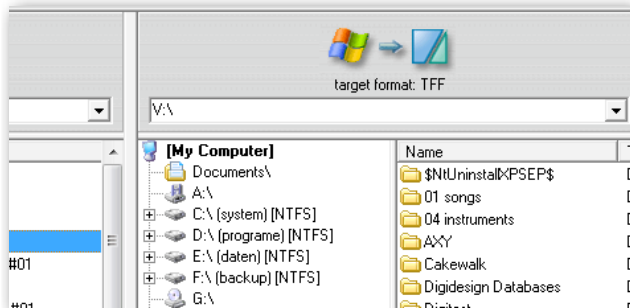 target format: TFF
V:\
[My Computer]
Documents\
A:\
C:\ (system) [NTFS]
D:\ (programe) [NTFS]
E:\ (daten) [NTFS]
F:\ (backup) [NTFS]
G:\
#01
#01
Name
$NtUninstallXPSEP$
01 songs
04 instruments
AXY
Cakewalk
Digidesign Databases